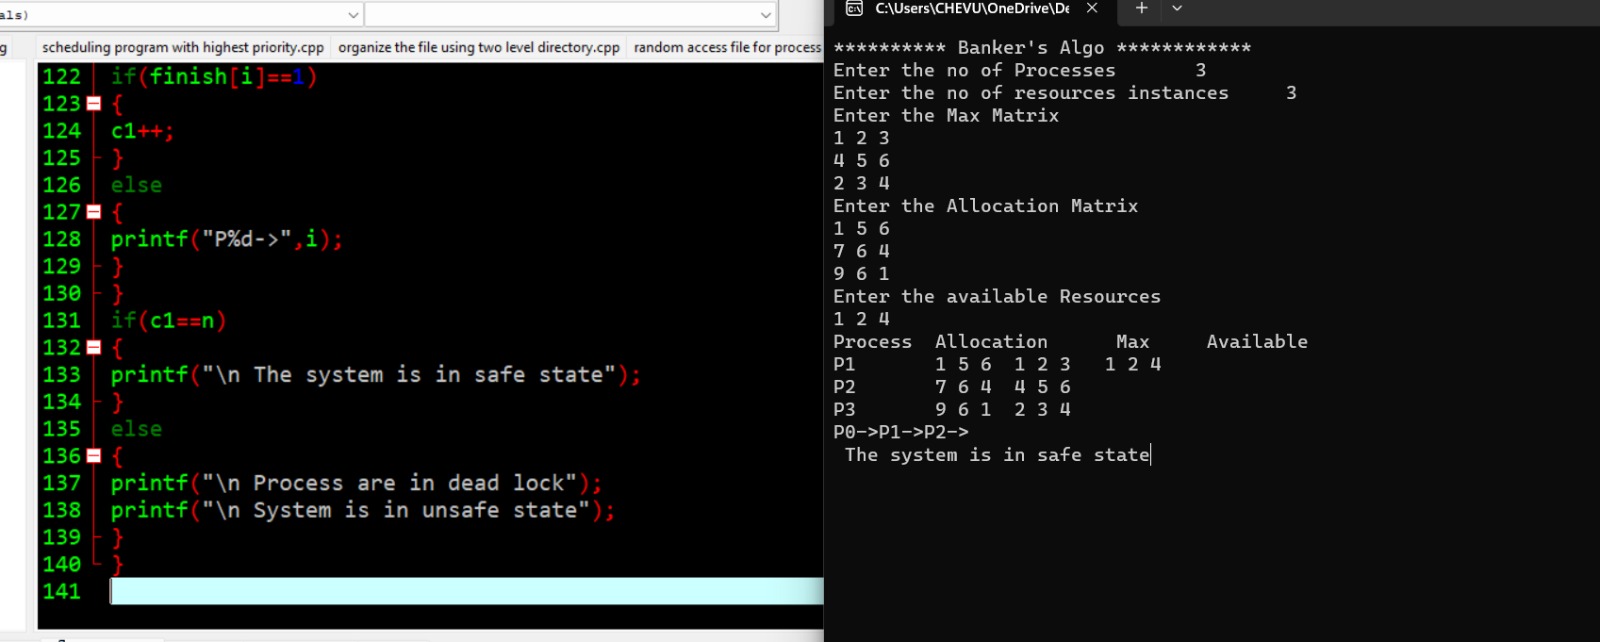 als)
g scheduling program with highest priority.cpp organize the file using two level directory.cpp random access file for process
122 if(finish[i]==1)
123 {
124 c1++;
125 }
126 else
127 {
128 printf("P%d->",i);
129 }
130 }
131 if(c1==n)
132 {
133 printf("\n The system is in safe state");
134 }
135 else
136 {
137 printf("\n Process are in dead lock");
138 printf("\n System is in unsafe state");
139 }
140 }
141
C:\Users\CHEVU\OneDrive\De
********** Banker's Algo ************
Enter the no of Processes 3
Enter the no of resources instances 3
Enter the Max Matrix
1 2 3
4 5 6
2 3 4
Enter the Allocation Matrix
1 5 6
7 6 4
9 6 1
Enter the available Resources
1 2 4
Process Allocation Max Available
P1 1 5 6 1 2 3 1 2 4
P2 7 6 4 4 5 6
P3 9 6 1 2 3 4
P0->P1->P2->
The system is in safe state